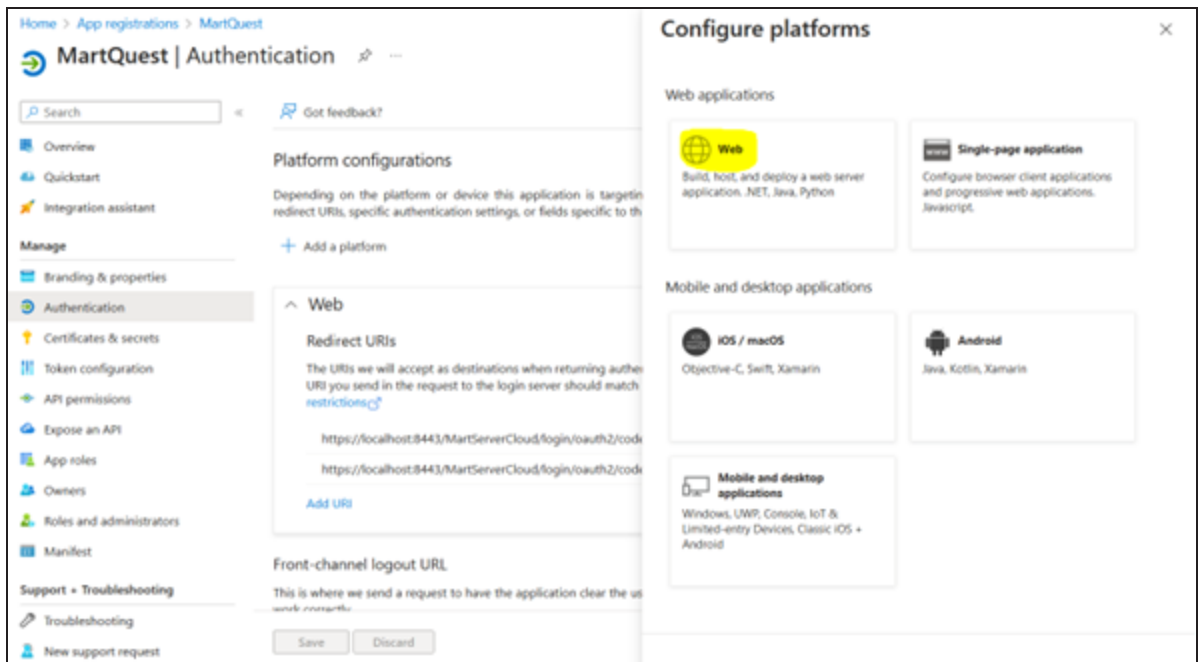 Home > App registrations > MartQuest
MartQuest | Authentication
Search
Overview
Quickstart
Integration assistant
Manage
Branding & properties
Authentication
Certificates & secrets
Token configuration
API permissions
Expose an API
App roles
Owners
Roles and administrators
Manifest
Support + Troubleshooting
Troubleshooting
New support request
Got feedback?
Platform configurations
Depending on the platform or device this application is targetin
redirect URIs, specific authentication settings, or fields specific to th
Add a platform
Web
Redirect URIs
The URIs we will accept as destinations when returning authe
URI you send in the request to the login server should match
restrictions
https://localhost:8443/MartServerCloud/login/oauth2/code
https://localhost:8443/MartServerCloud/login/oauth2/code
Add URI
Front-channel logout URL
This is where we send a request to have the application clear the us
work correctly.
Save
Discard
Configure platforms
Web applications
Web
Build, host, and deploy a web server
application. .NET, Java, Python
Single-page application
Configure browser client applications
and progressive web applications.
Javascript.
Mobile and desktop applications
iOS / macOS
Objective-C, Swift, Xamarin
Android
Java, Kotlin, Xamarin
Mobile and desktop
applications
Windows, UWP, Console, IoT &
Limited-entry Devices, Classic iOS +
Android